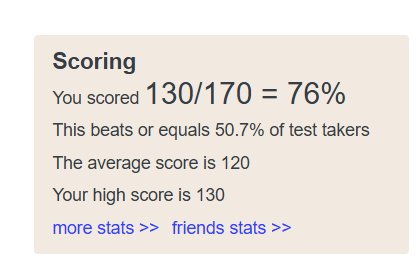 Scoring
You scored 130/170 = 76%
This beats or equals 50.7% of test takers
The average score is 120
Your high score is 130
more stats >> friends stats >>